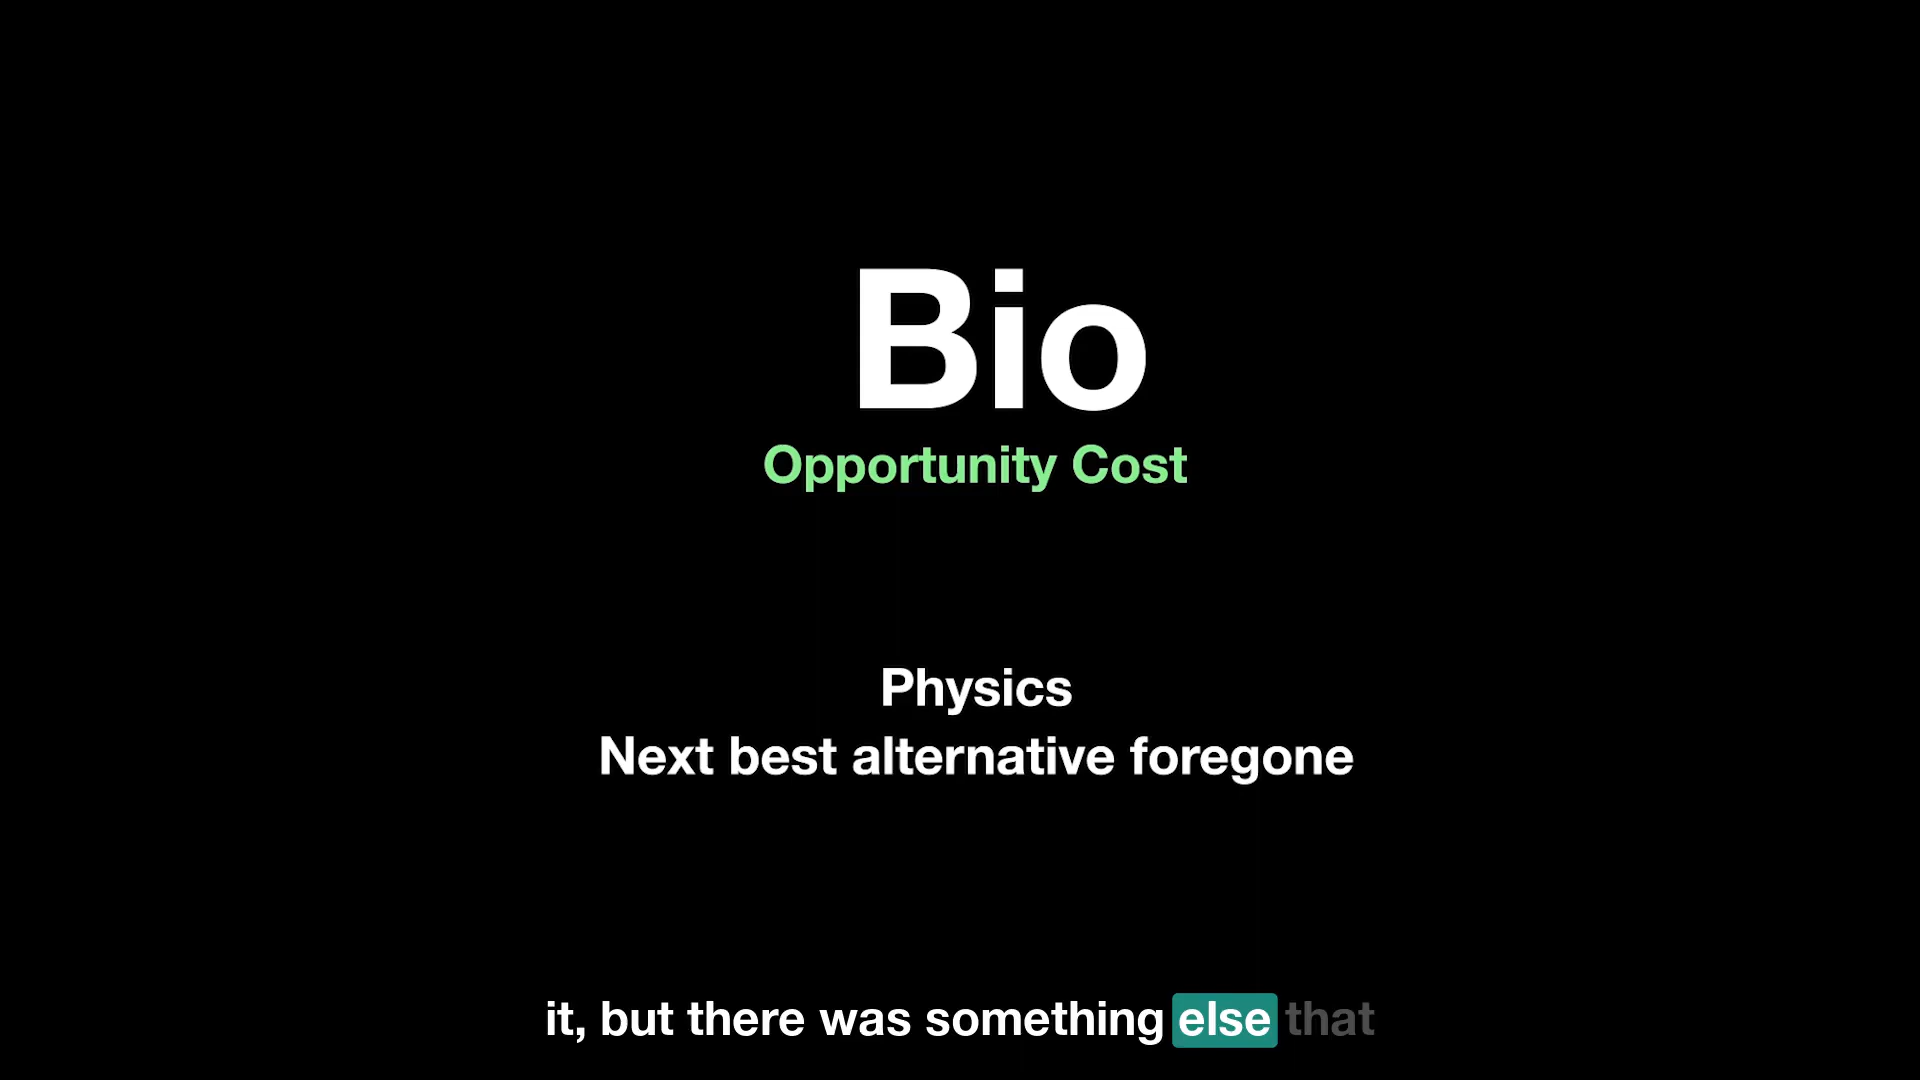 Bio
Opportunity Cost
Physics
Next best alternative foregone
it, but there was something else that